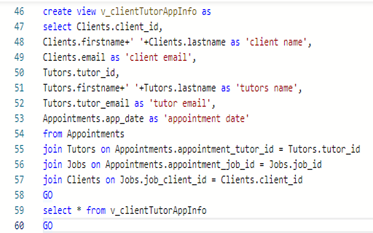 46 create view v_clientTutorAppInfo as
47 select Clients.client_id,
48 Clients.firstname+' '+Clients.lastname as 'client name',
49 Clients.email as 'client email',
50 Tutors.tutor_id,
51 Tutors.firstname+' '+Tutors.lastname as 'tutors name',
52 Tutors.tutor_email as 'tutor email',
53 Appointments.app_date as 'appointment date'
54 from Appointments
55 join Tutors on Appointments.appointment_tutor_id = Tutors.tutor_id
56 join Jobs on Appointments.appointment_job_id = Jobs.job_id
57 join Clients on Jobs.job_client_id = Clients.client_id
58 GO
59 select * from v_clientTutorAppInfo
60 GO